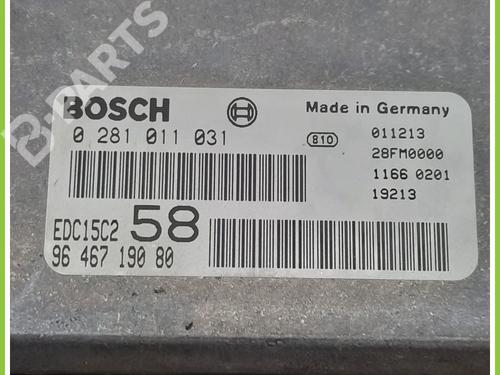 B-PARTS
BOSCH
Made in Germany
0 281 011 031
810
011213
28FM0000
1166 0201
19213
EDC15C2 58
96 467 190 80